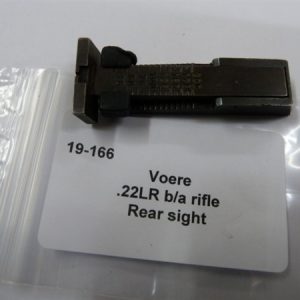 19-166
Voere
.22LR b/a rifle
Rear sight